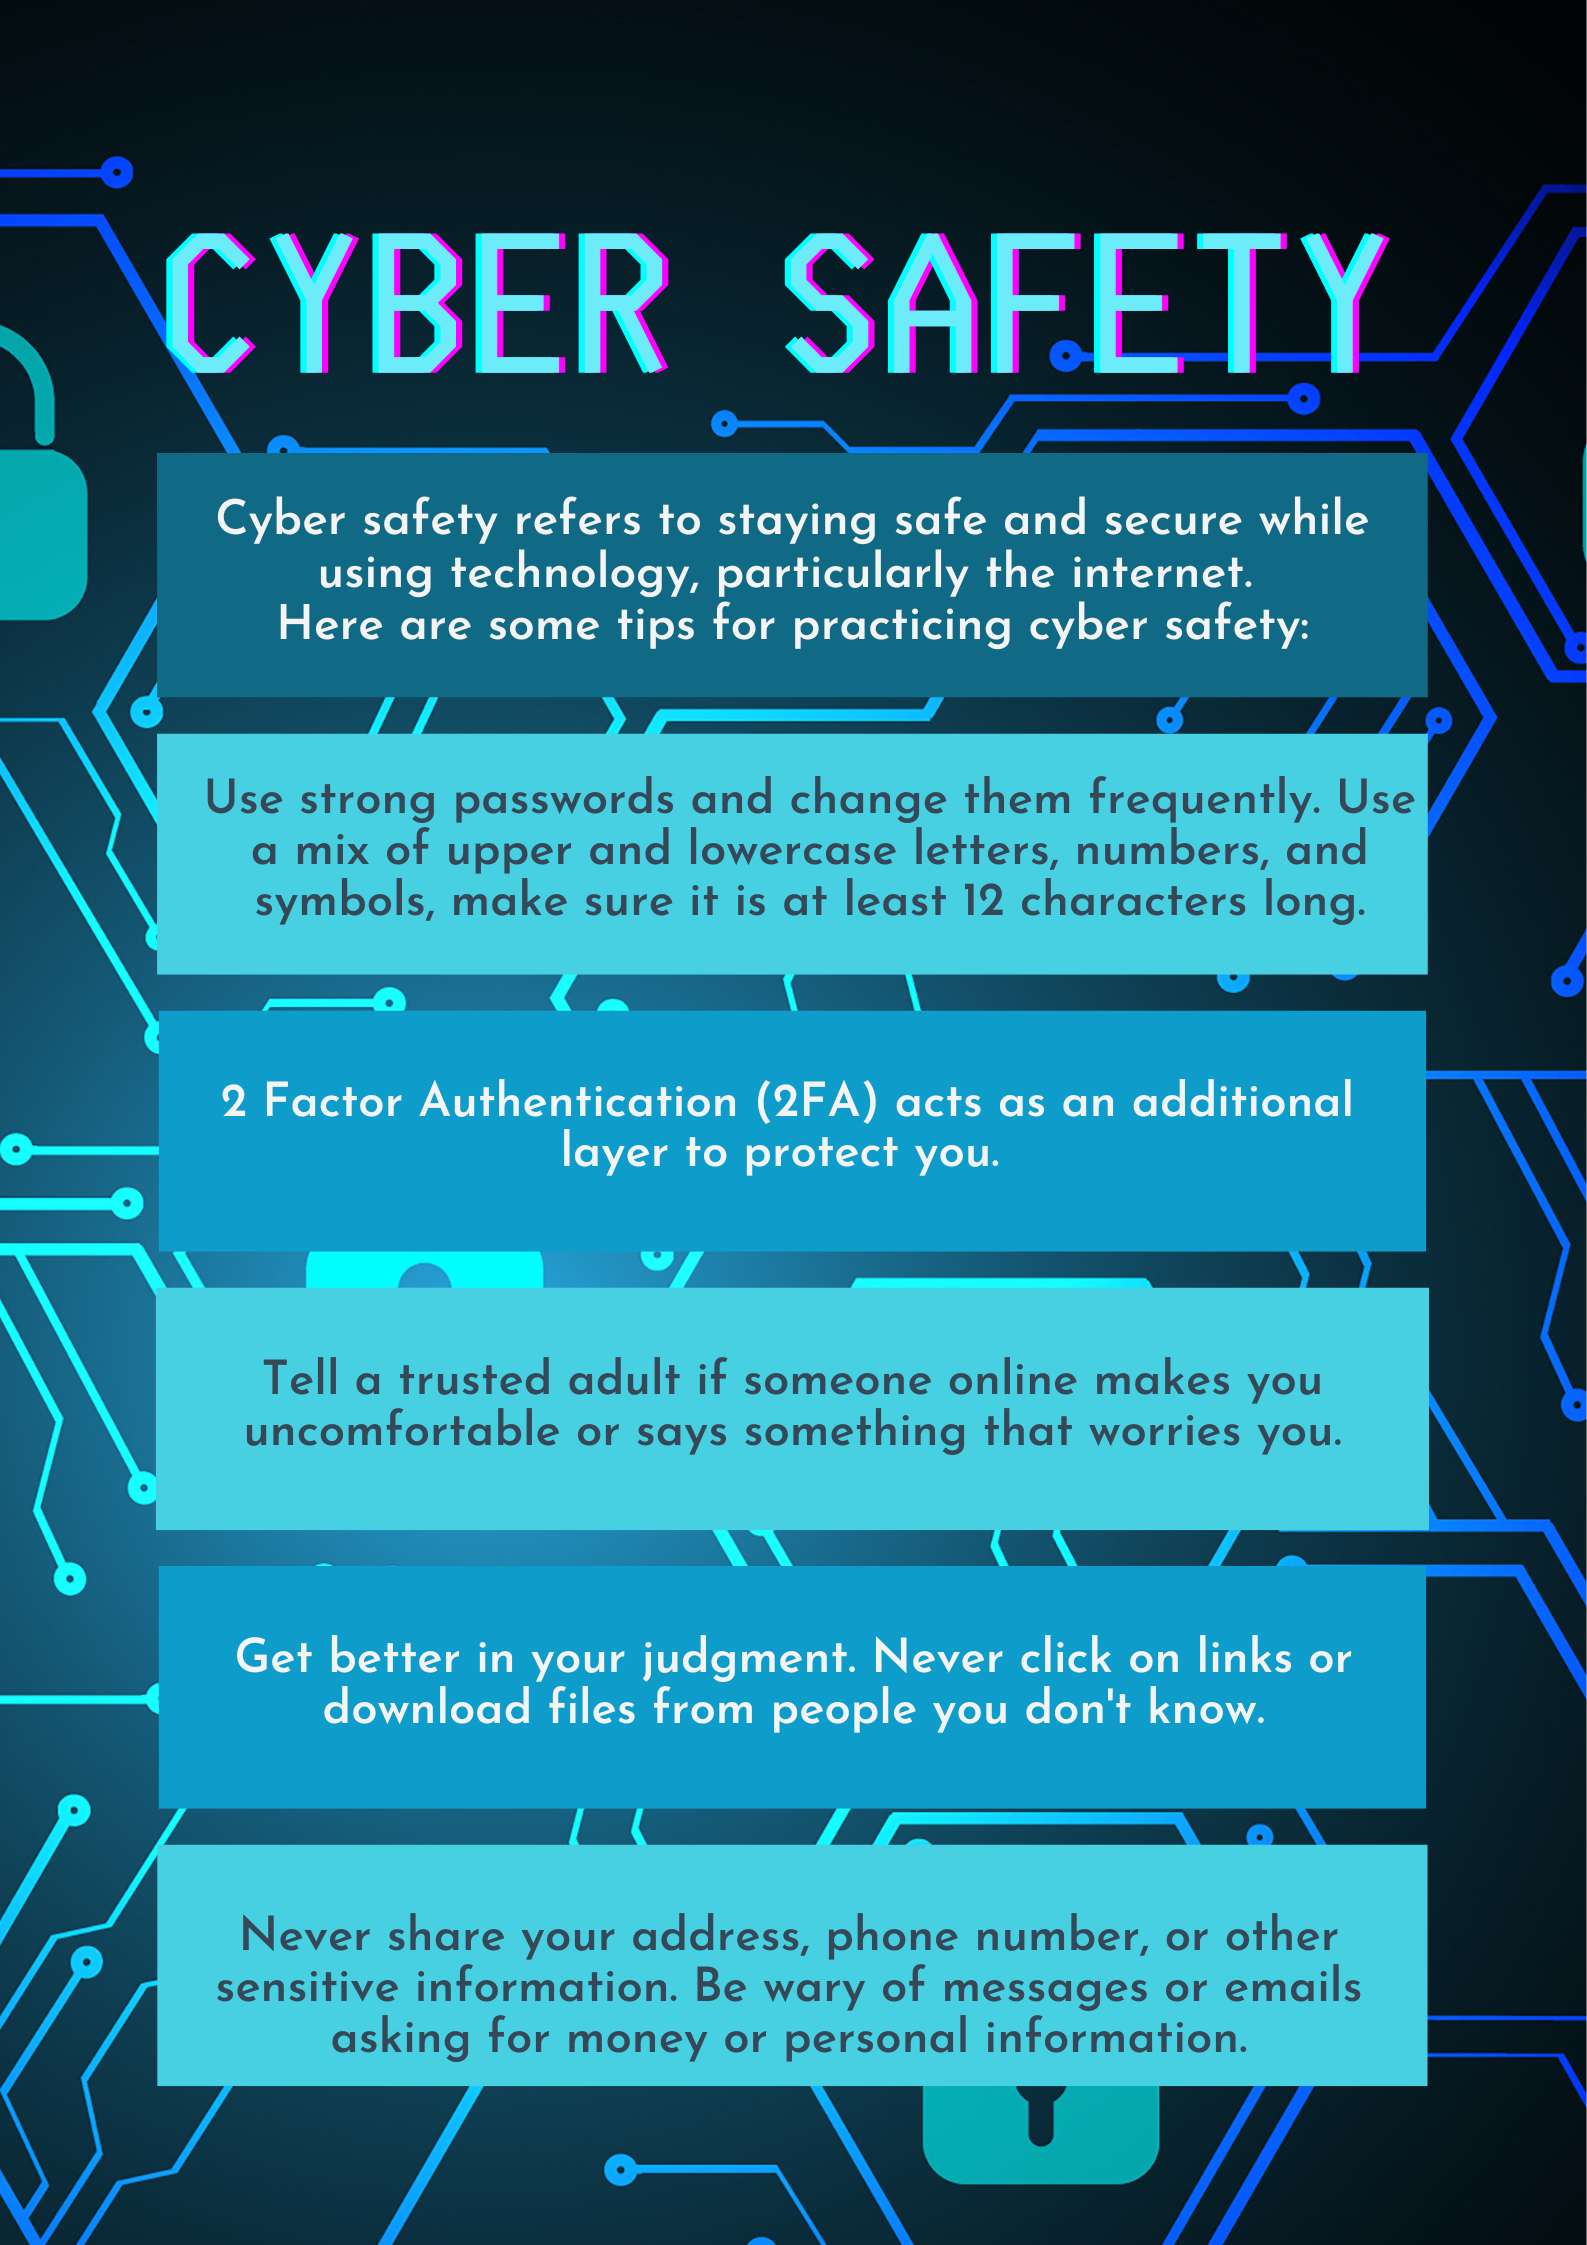 CYBER SAFETY
Cyber safety refers to staying safe and secure while
using technology, particularly the internet.
Here are some tips for practicing cyber safety:
Use strong passwords and change them frequently. Use
a mix of upper and lowercase letters, numbers, and
symbols, make sure it is at least 12 characters long.
2 Factor Authentication (2FA) acts as an additional
layer to protect you.
Tell a trusted adult if someone online makes you
uncomfortable or says something that worries you.
Get better in your judgment. Never click on links or
download files from people you don't know.
Never share your address, phone number, or other
sensitive information. Be wary of messages or emails
asking for money or personal information.